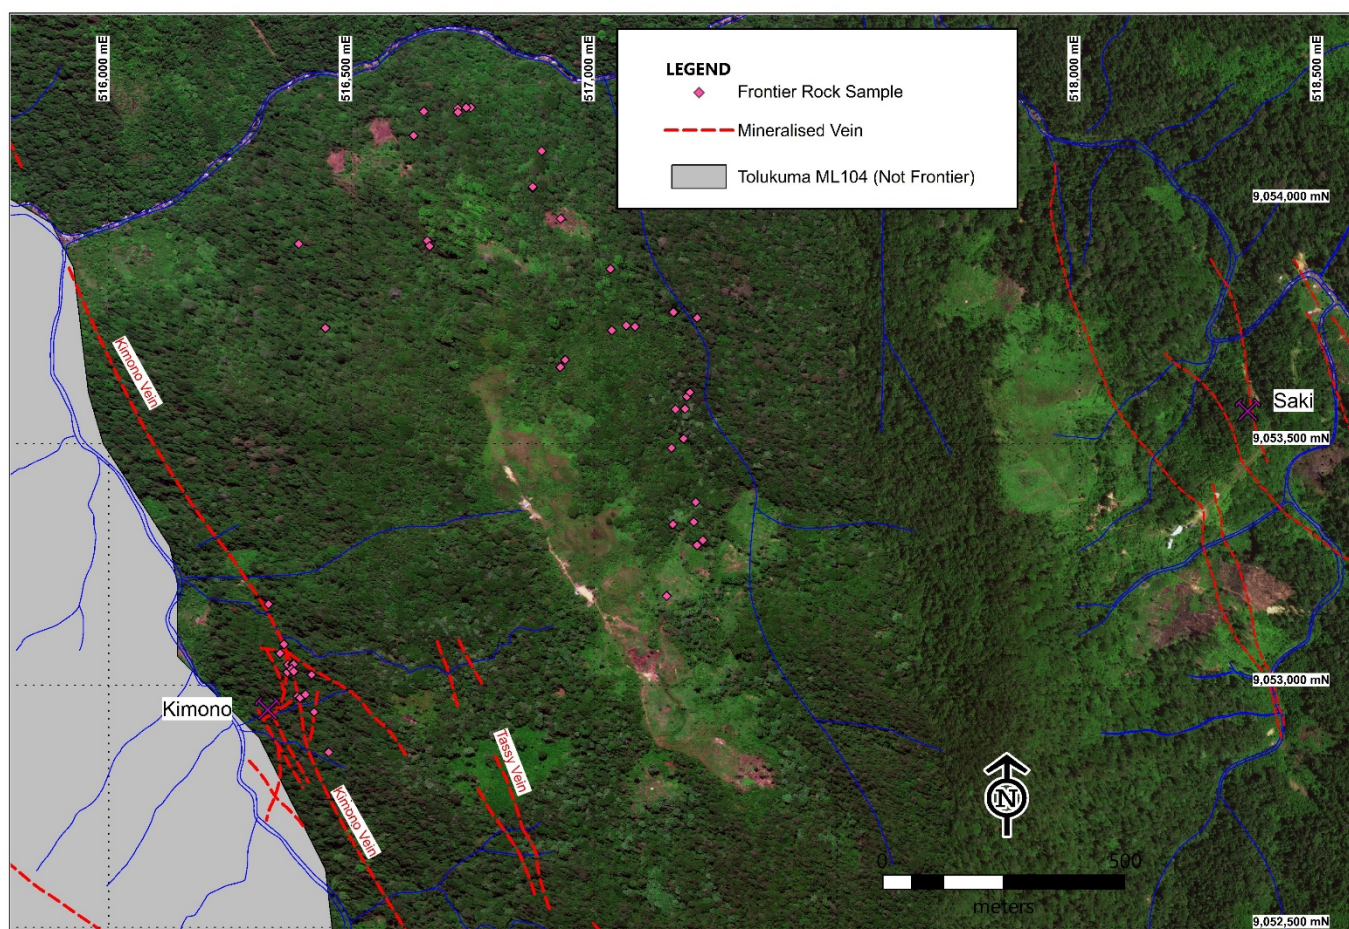 516,000 mE
516,500 mE
517,000 mE
518,000 mE
518,500 mE
LEGEND
Frontier Rock Sample
Mineralised Vein
Tolukuma ML104 (Not Frontier)
9,054,000 mN
Kimono Vein
Saki
9,053,500 mN
9,053,000 mN
Kimono
Tassy Vein
Kimono Vein
N
0
500
meters
9,052,500 mN